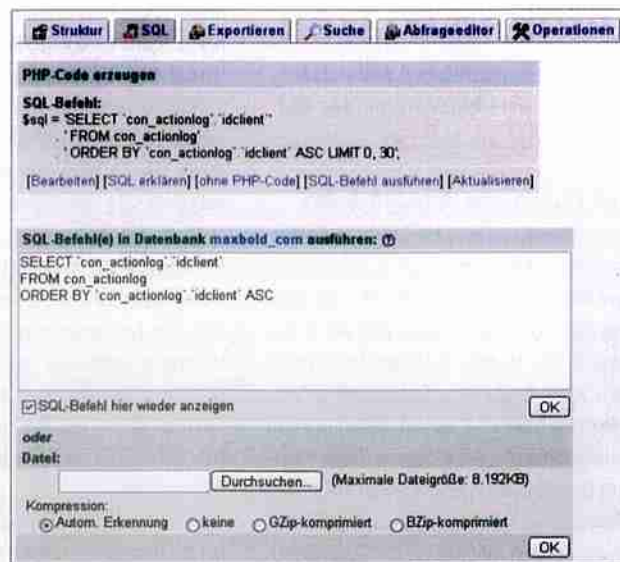 Struktur SQL Exportieren Suche Abfrageeditor Operationen
PHP-Code erzeugen
SQL-Befehl:
$sql = 'SELECT `con_actionlog`.`idclient`'
. ' FROM con_actionlog'
. ' ORDER BY `con_actionlog`.`idclient` ASC LIMIT 0, 30';
[Bearbeiten] [SQL erklären] [ohne PHP-Code] [SQL-Befehl ausführen] [Aktualisieren]
SQL-Befehl(e) in Datenbank maxbold_com ausführen:
SELECT `con_actionlog`.`idclient`
FROM con_actionlog
ORDER BY `con_actionlog`.`idclient` ASC
SQL-Befehl hier wieder anzeigen OK
oder
Datei:
Durchsuchen... (Maximale Dateigröße: 8.192KB)
Kompression:
Autom. Erkennung keine GZip-komprimiert BZip-komprimiert
OK